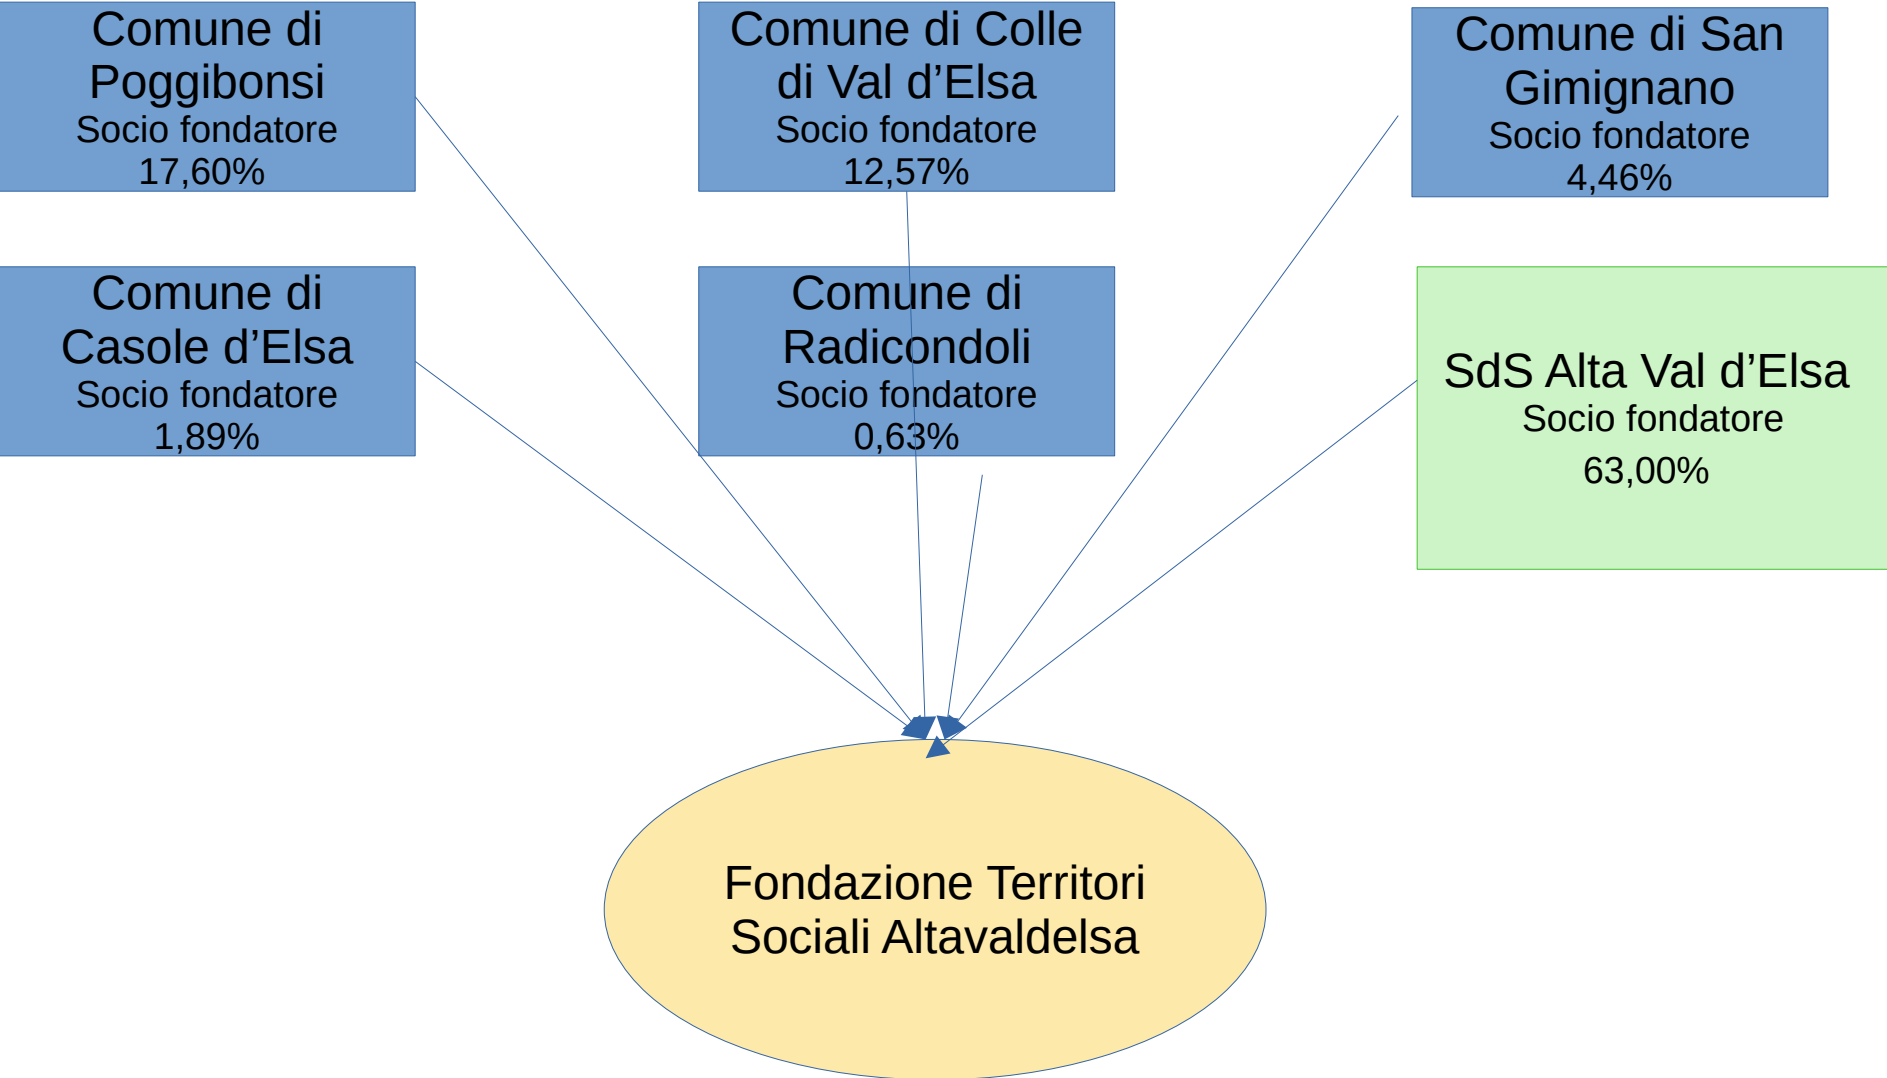 Comune di
Poggibonsi
Socio fondatore
17,60%
Comune di Colle
di Val d’Elsa
Socio fondatore
12,57%
Comune di San
Gimignano
Socio fondatore
4,46%
Comune di
Casole d’Elsa
Socio fondatore
1,89%
Comune di
Radicondoli
Socio fondatore
0,63%
SdS Alta Val d’Elsa
Socio fondatore
63,00%
Fondazione Territori
Sociali Altavaldelsa